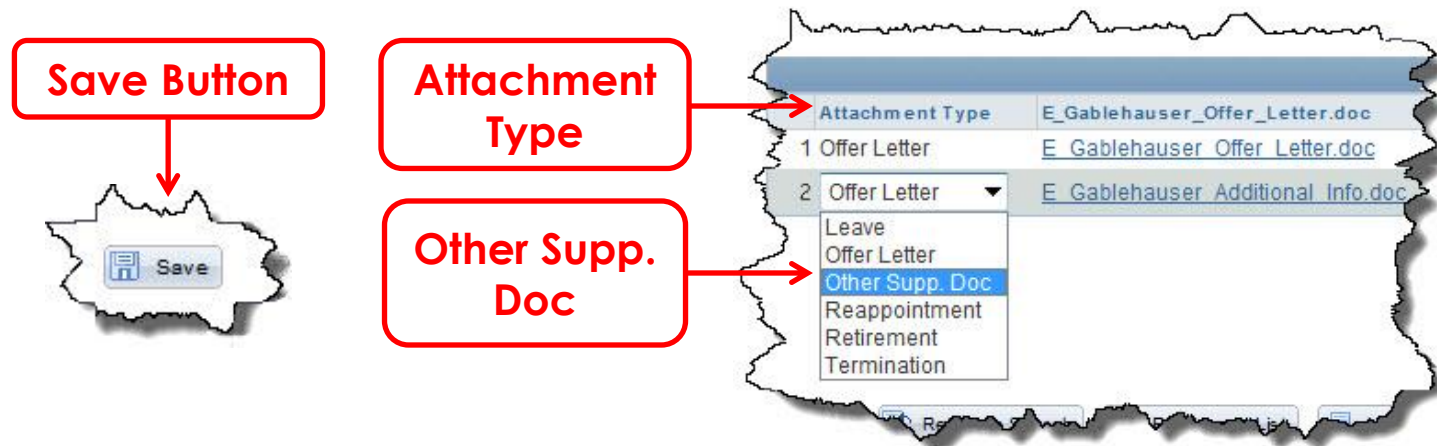 Save Button
Save
Attachment
Type
Other Supp.
Doc
Attachment Type E_Gablehauser_Offer_Letter.doc
1 Offer Letter E_Gablehauser_Offer_Letter.doc
2 Offer Letter E_Gablehauser_Additional_Info.doc
Leave
Offer Letter
Other Supp. Doc
Reappointment
Retirement
Termination